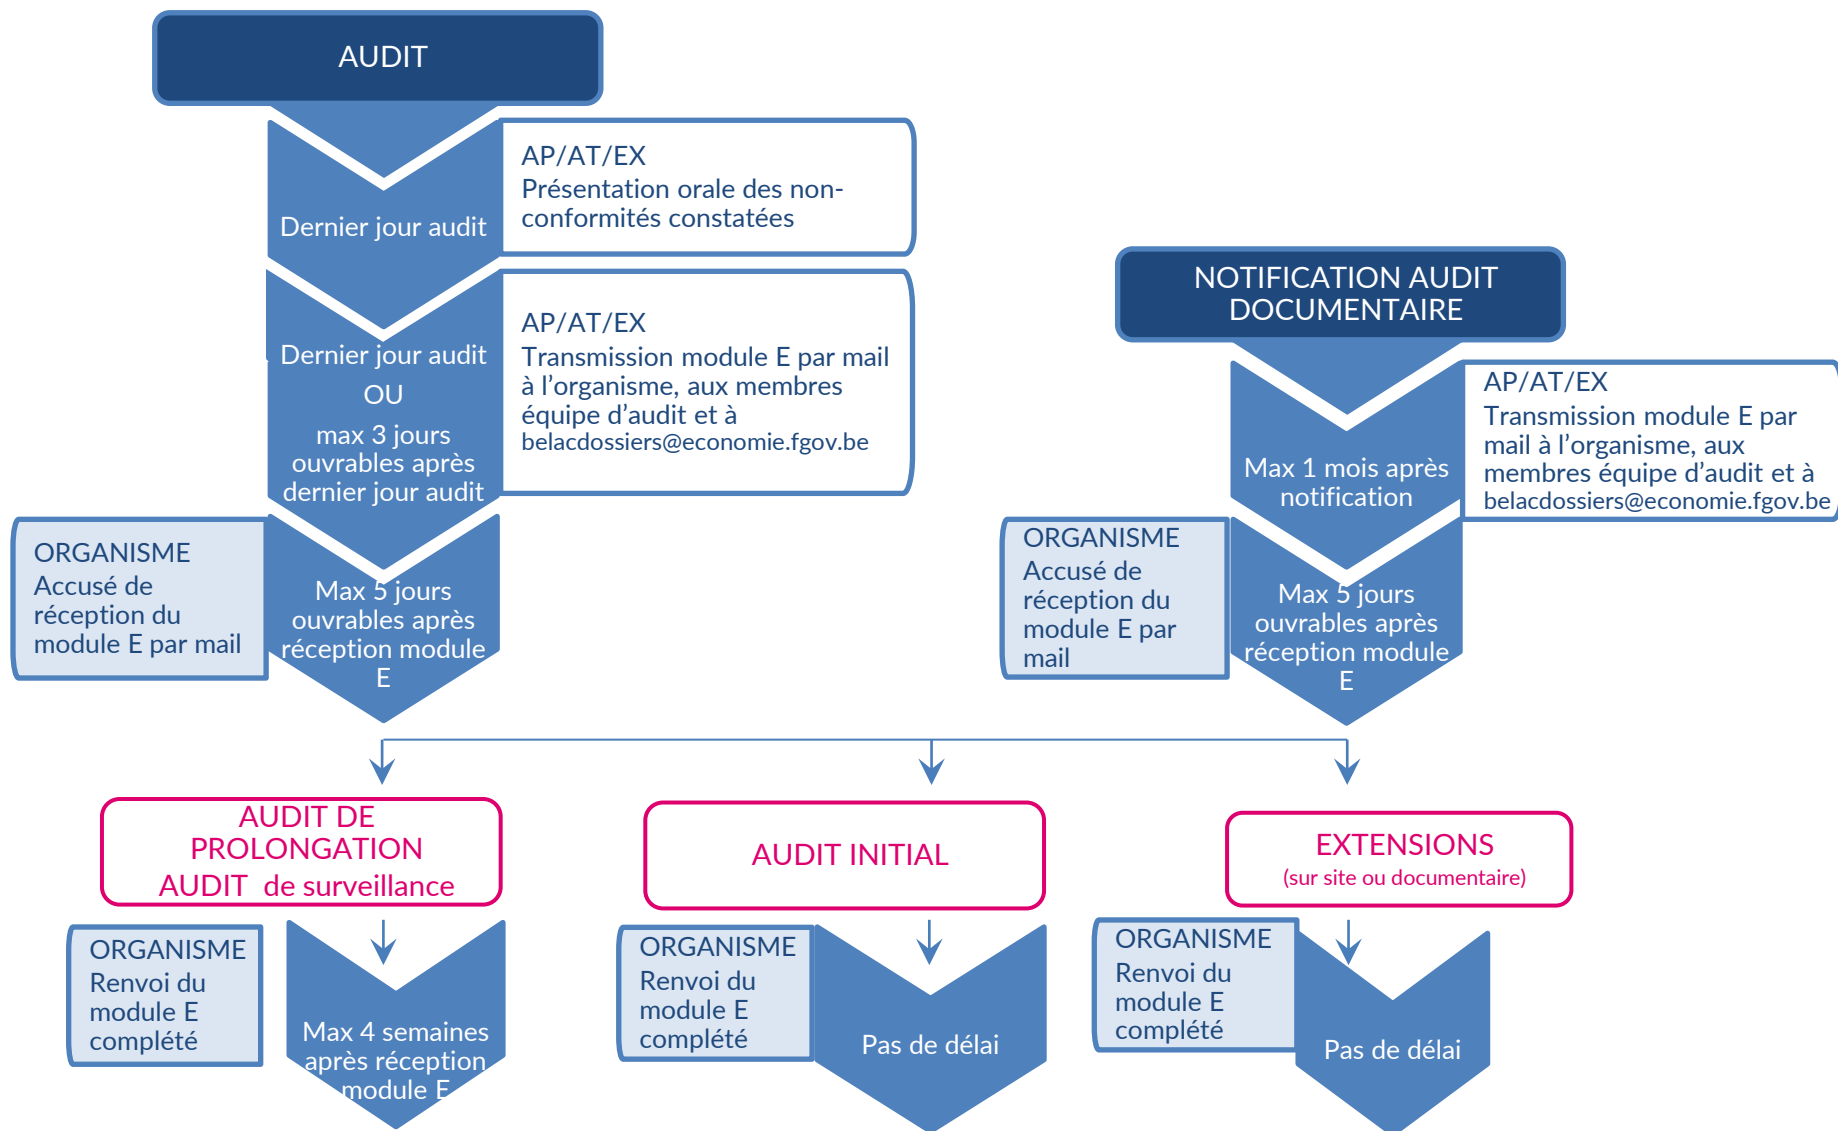 AUDIT
AP/AT/EX
Présentation orale des non-
conformités constatées
Dernier jour audit
AP/AT/EX
Transmission module E par mail
à l’organisme, aux membres
équipe d’audit et à
belacdossiers@economie.fgov.be
Dernier jour audit
OU
max 3 jours
ouvrables après
dernier jour audit
ORGANISME
Accusé de
réception du
module E par mail
Max 5 jours
ouvrables après
réception module
E
NOTIFICATION AUDIT
DOCUMENTAIRE
AP/AT/EX
Transmission module E par
mail à l’organisme, aux
membres équipe d’audit et à
belacdossiers@economie.fgov.be
Max 1 mois après
notification
ORGANISME
Accusé de
réception du
module E par
mail
Max 5 jours
ouvrables après
réception module
E
AUDIT DE
PROLONGATION
AUDIT de surveillance
ORGANISME
Renvoi du
module E
complété
Max 4 semaines
après réception
module E
AUDIT INITIAL
ORGANISME
Renvoi du
module E
complété
Pas de délai
EXTENSIONS
(sur site ou documentaire)
ORGANISME
Renvoi du
module E
complété
Pas de délai